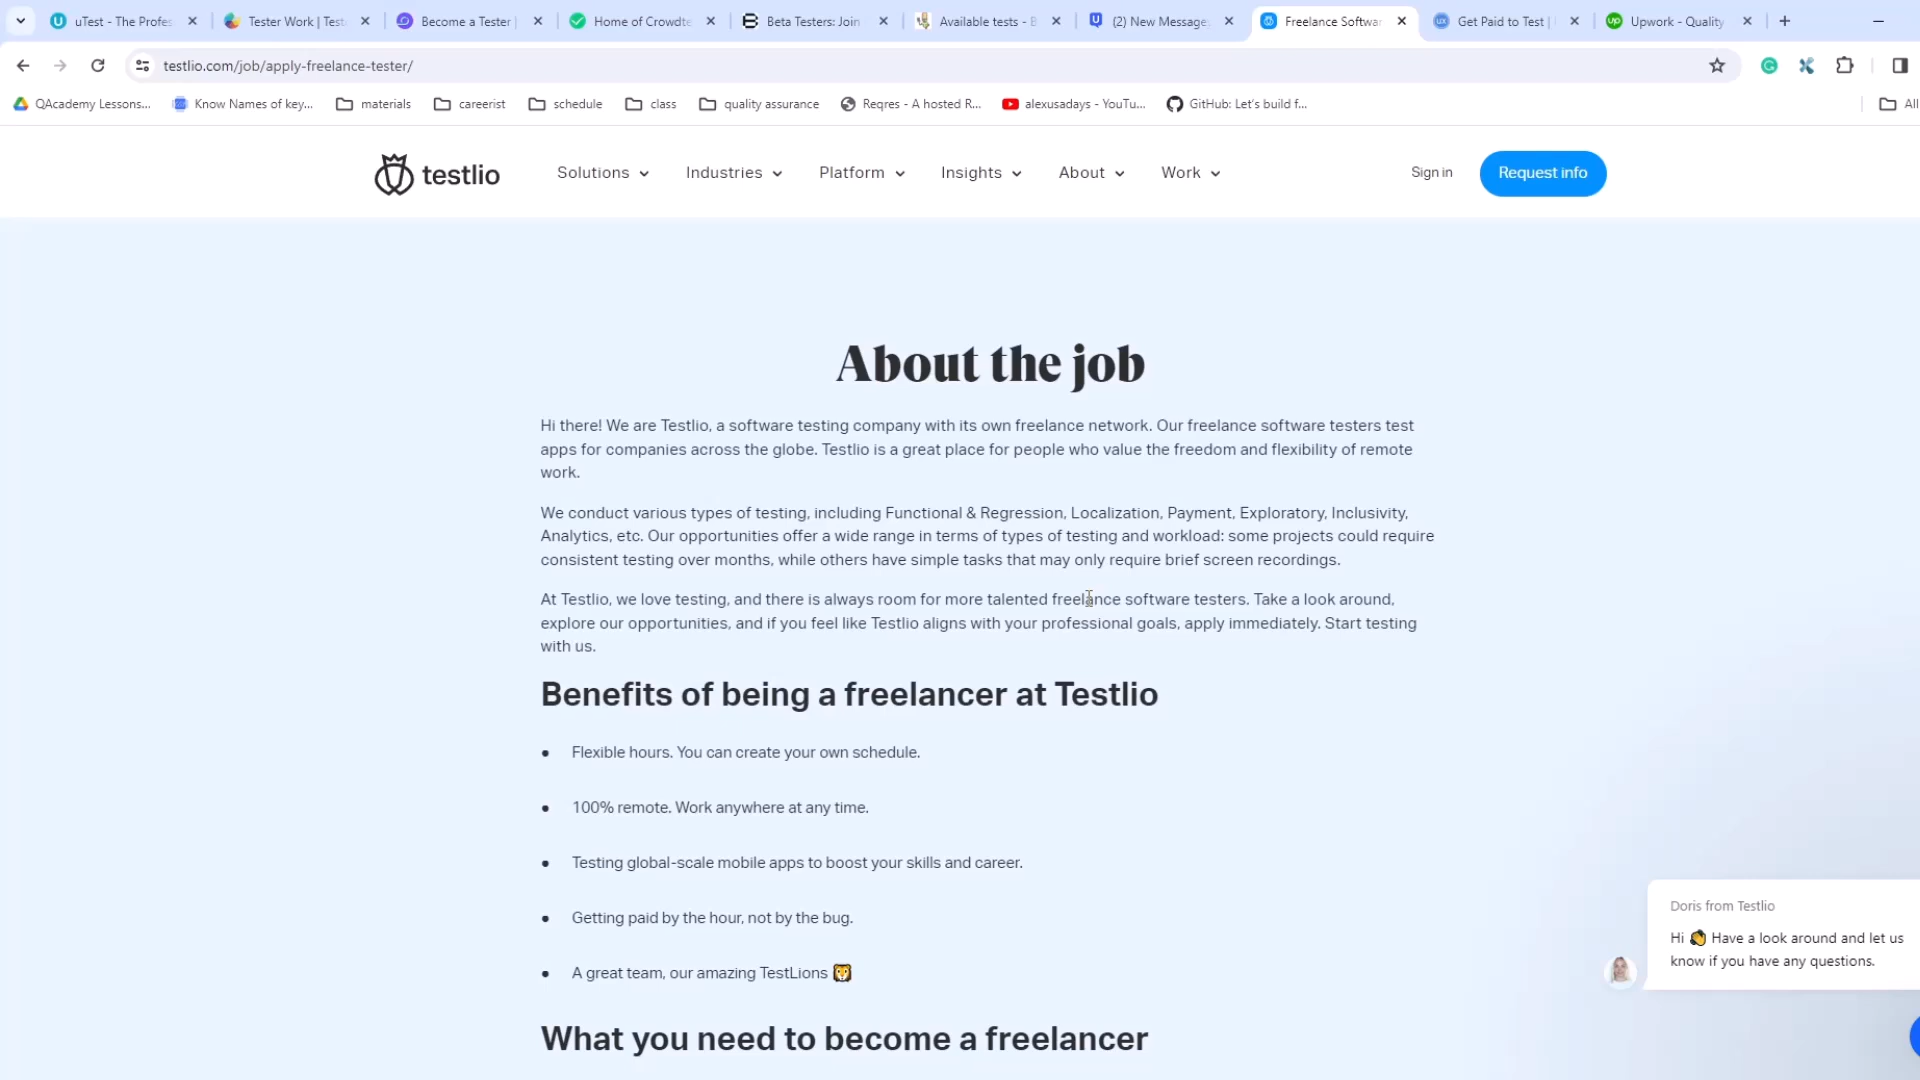 uTest - The Profes
Tester Work | Test
Become a Tester |
Home of Crowdte
Beta Testers: Join
Available tests - B
(2) New Message
Freelance Softwar
Get Paid to Test |
Upwork - Quality
testlio.com/job/apply-freelance-tester/
QAcademy Lessons...
Know Names of key...
materials
careerist
schedule
class
quality assurance
Reqres - A hosted R...
alexusadays - YouTu...
GitHub: Let's build f...
All
testlio
Solutions
Industries
Platform
Insights
About
Work
Sign in
Request info
About the job
Hi there! We are Testlio, a software testing company with its own freelance network. Our freelance software testers test
apps for companies across the globe. Testlio is a great place for people who value the freedom and flexibility of remote
work.
We conduct various types of testing, including Functional & Regression, Localization, Payment, Exploratory, Inclusivity,
Analytics, etc. Our opportunities offer a wide range in terms of types of testing and workload: some projects could require
consistent testing over months, while others have simple tasks that may only require brief screen recordings.
At Testlio, we love testing, and there is always room for more talented freelance software testers. Take a look around,
explore our opportunities, and if you feel like Testlio aligns with your professional goals, apply immediately. Start testing
with us.
Benefits of being a freelancer at Testlio
• Flexible hours. You can create your own schedule.
• 100% remote. Work anywhere at any time.
• Testing global-scale mobile apps to boost your skills and career.
• Getting paid by the hour, not by the bug.
• A great team, our amazing TestLions 🦁
Doris from Testlio
Hi 👋 Have a look around and let us
know if you have any questions.
What you need to become a freelancer